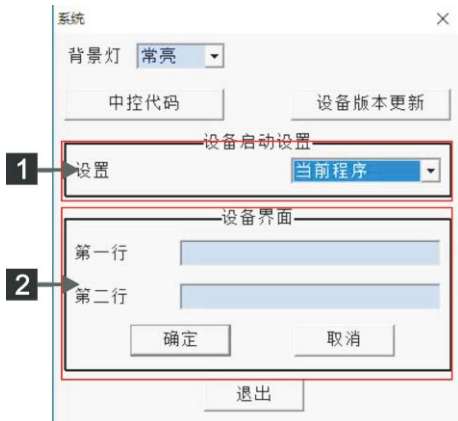 系统
背景灯 常亮
中控代码 设备版本更新
设备启动设置
1 设置 当前程序
设备界面
第一行
2
第二行
确定 取消
退出